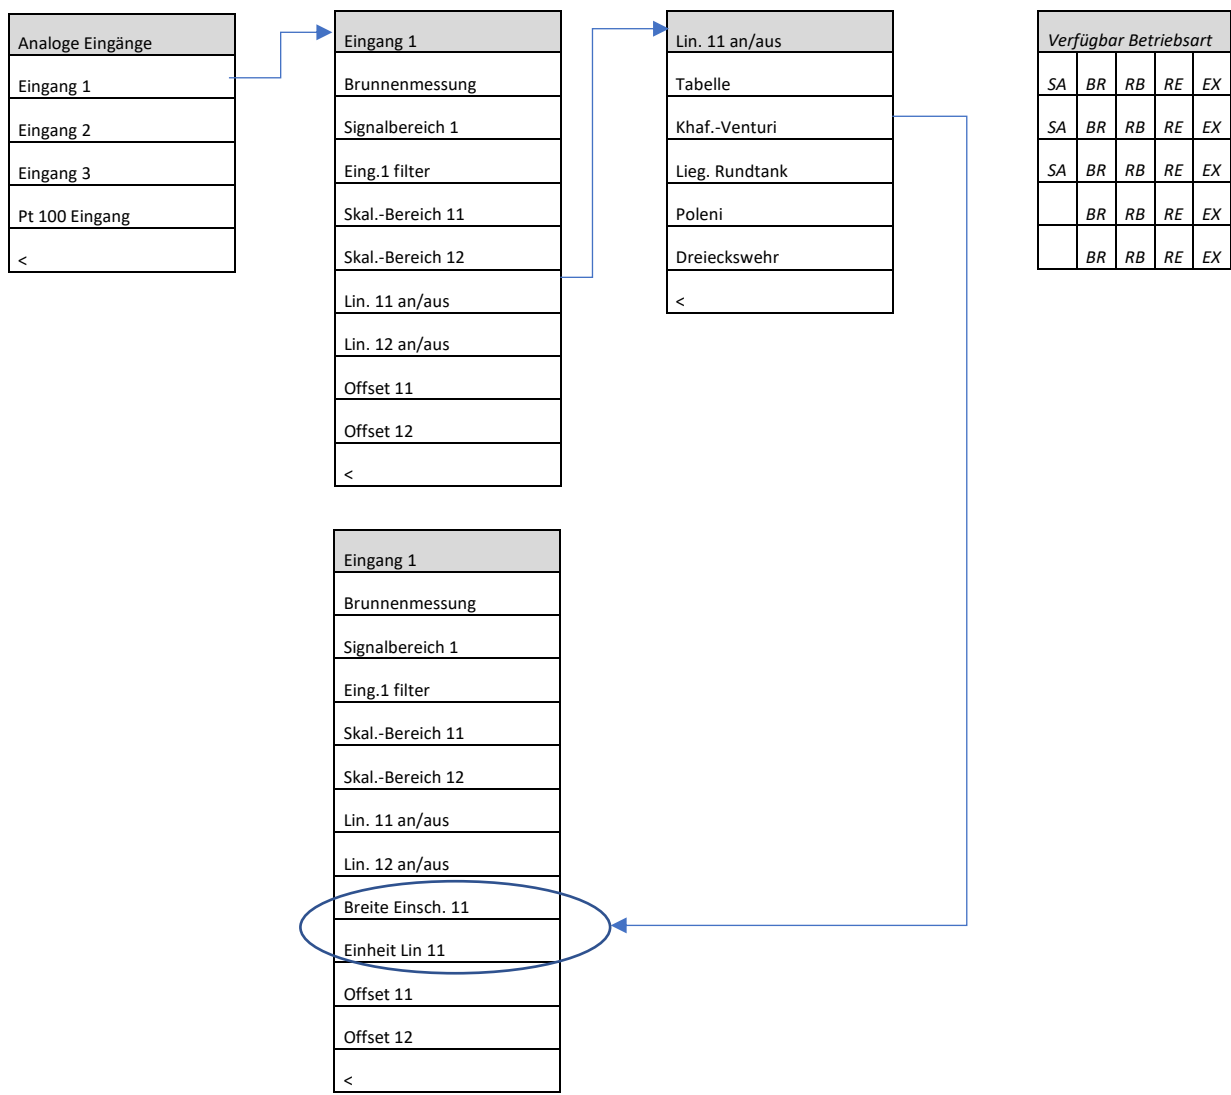 Analoge Eingänge
Eingang 1
Eingang 2
Eingang 3
Pt 100 Eingang
<
Eingang 1
Brunnenmessung
Signalbereich 1
Eing.1 filter
Skal.-Bereich 11
Skal.-Bereich 12
Lin. 11 an/aus
Lin. 12 an/aus
Offset 11
Offset 12
<
Lin. 11 an/aus
Tabelle
Khaf.-Venturi
Lieg. Rundtank
Poleni
Dreieckswehr
<
Verfügbar Betriebsart
SA BR RB RE EX
SA BR RB RE EX
SA BR RB RE EX
BR RB RE EX
BR RB RE EX
Eingang 1
Brunnenmessung
Signalbereich 1
Eing.1 filter
Skal.-Bereich 11
Skal.-Bereich 12
Lin. 11 an/aus
Lin. 12 an/aus
Breite Einsch. 11
Einheit Lin 11
Offset 11
Offset 12
<